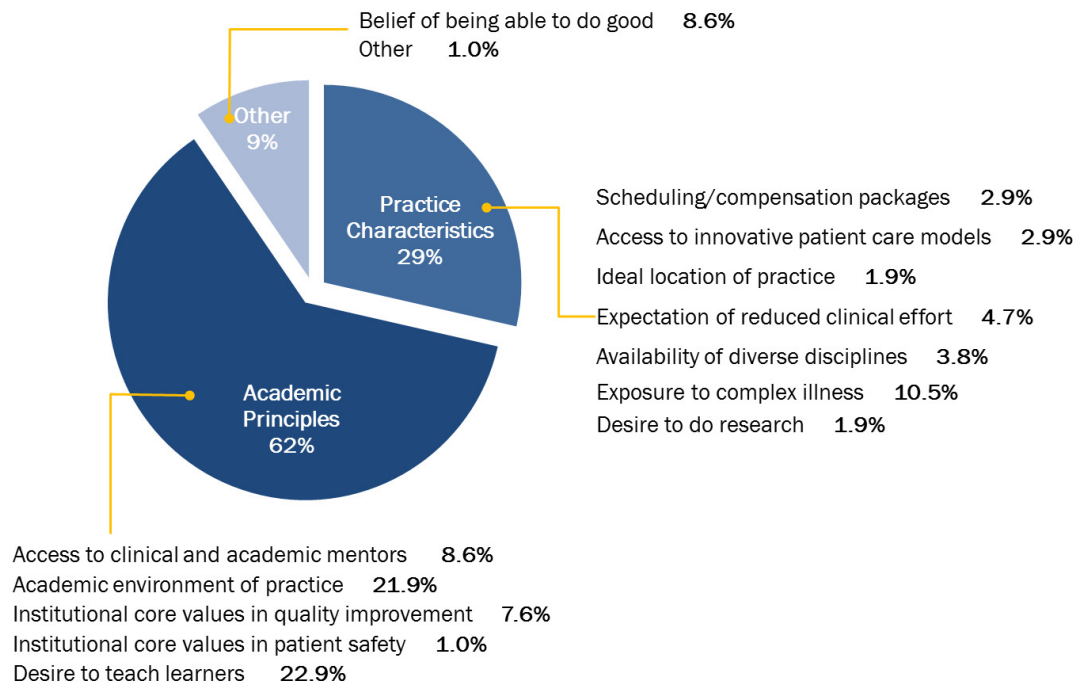 Belief of being able to do good 8.6%
Other 1.0%
Other
9%
Practice
Characteristics
29%
Scheduling/compensation packages 2.9%
Access to innovative patient care models 2.9%
Ideal location of practice 1.9%
Expectation of reduced clinical effort 4.7%
Availability of diverse disciplines 3.8%
Exposure to complex illness 10.5%
Desire to do research 1.9%
Academic
Principles
62%
Access to clinical and academic mentors 8.6%
Academic environment of practice 21.9%
Institutional core values in quality improvement 7.6%
Institutional core values in patient safety 1.0%
Desire to teach learners 22.9%